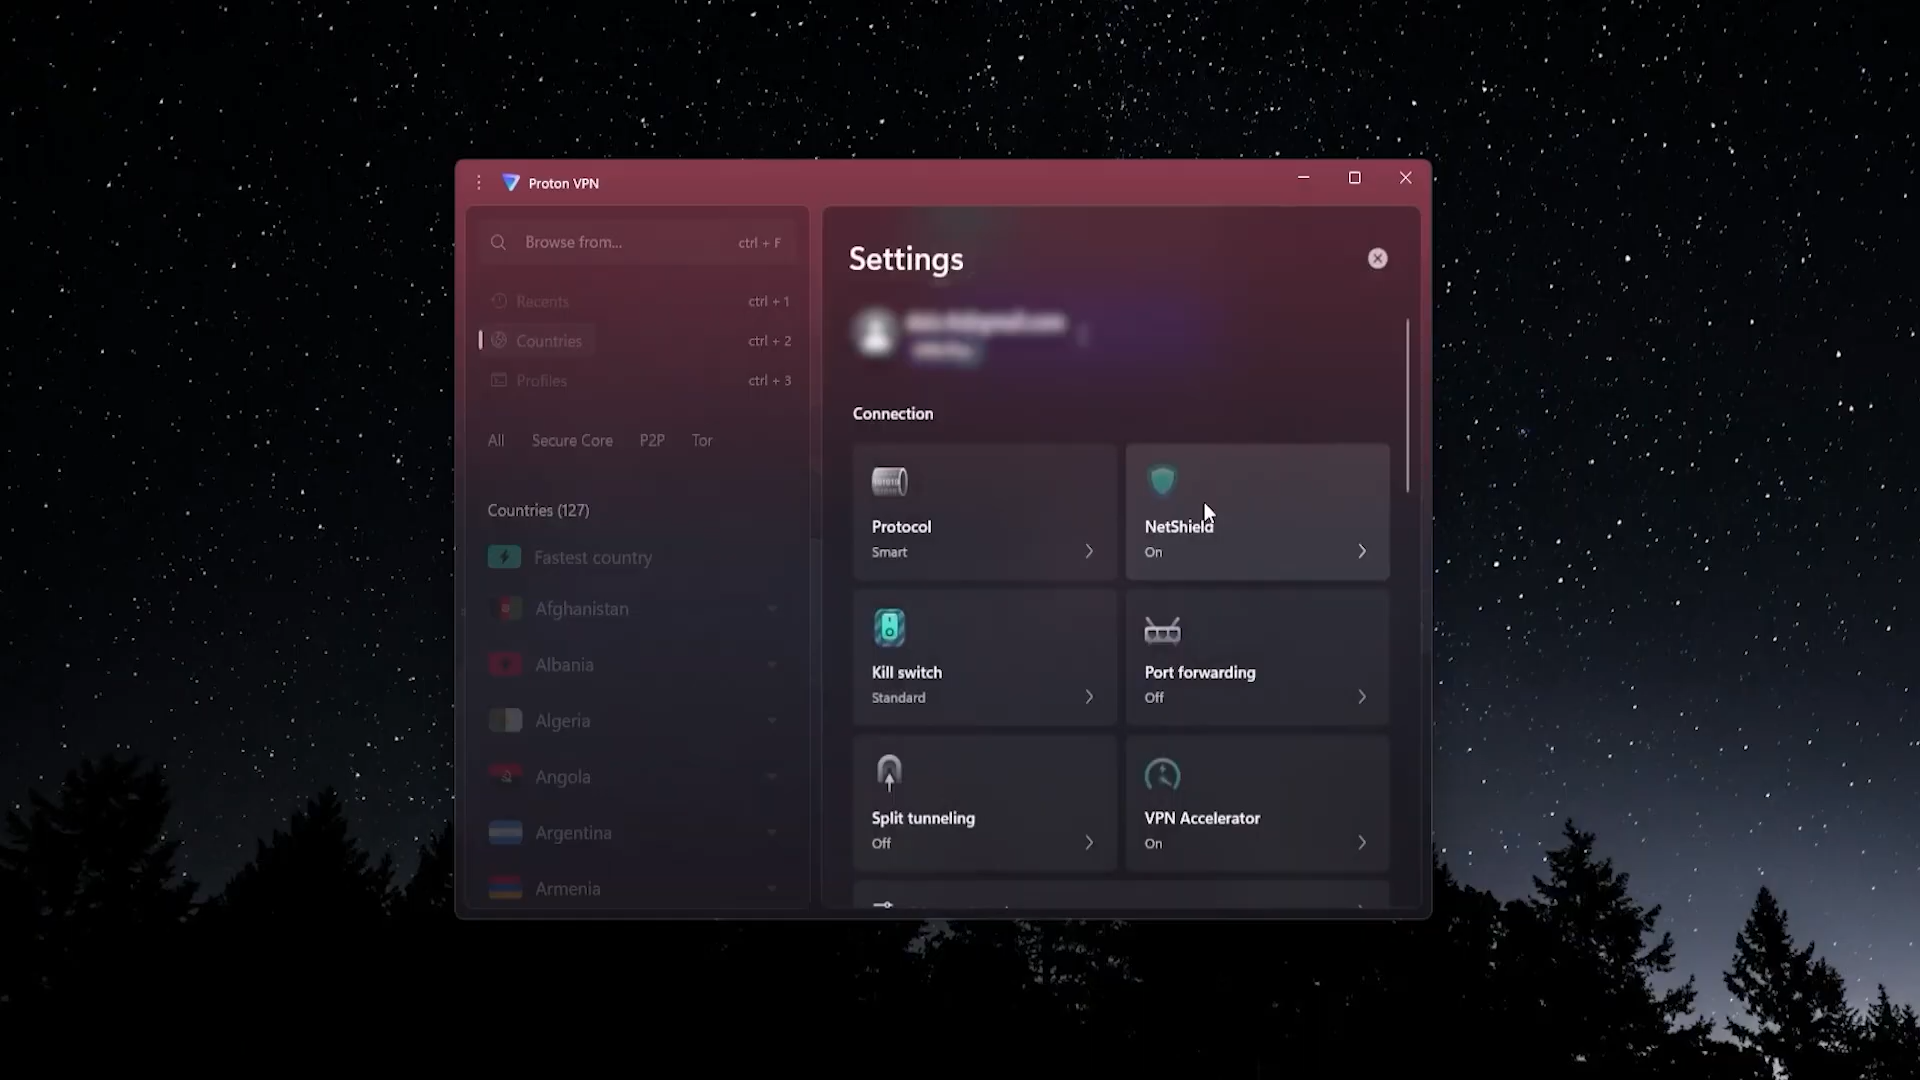 Proton VPN
Browse from...
ctrl + F
Recents
ctrl + 1
Countries
ctrl + 2
Profiles
ctrl + 3
All
Secure Core
P2P
Tor
Countries (127)
Fastest country
Afghanistan
Albania
Algeria
Angola
Argentina
Armenia
Settings
Connection
Protocol
Smart
NetShield
On
Kill switch
Standard
Port forwarding
Off
Split tunneling
Off
VPN Accelerator
On